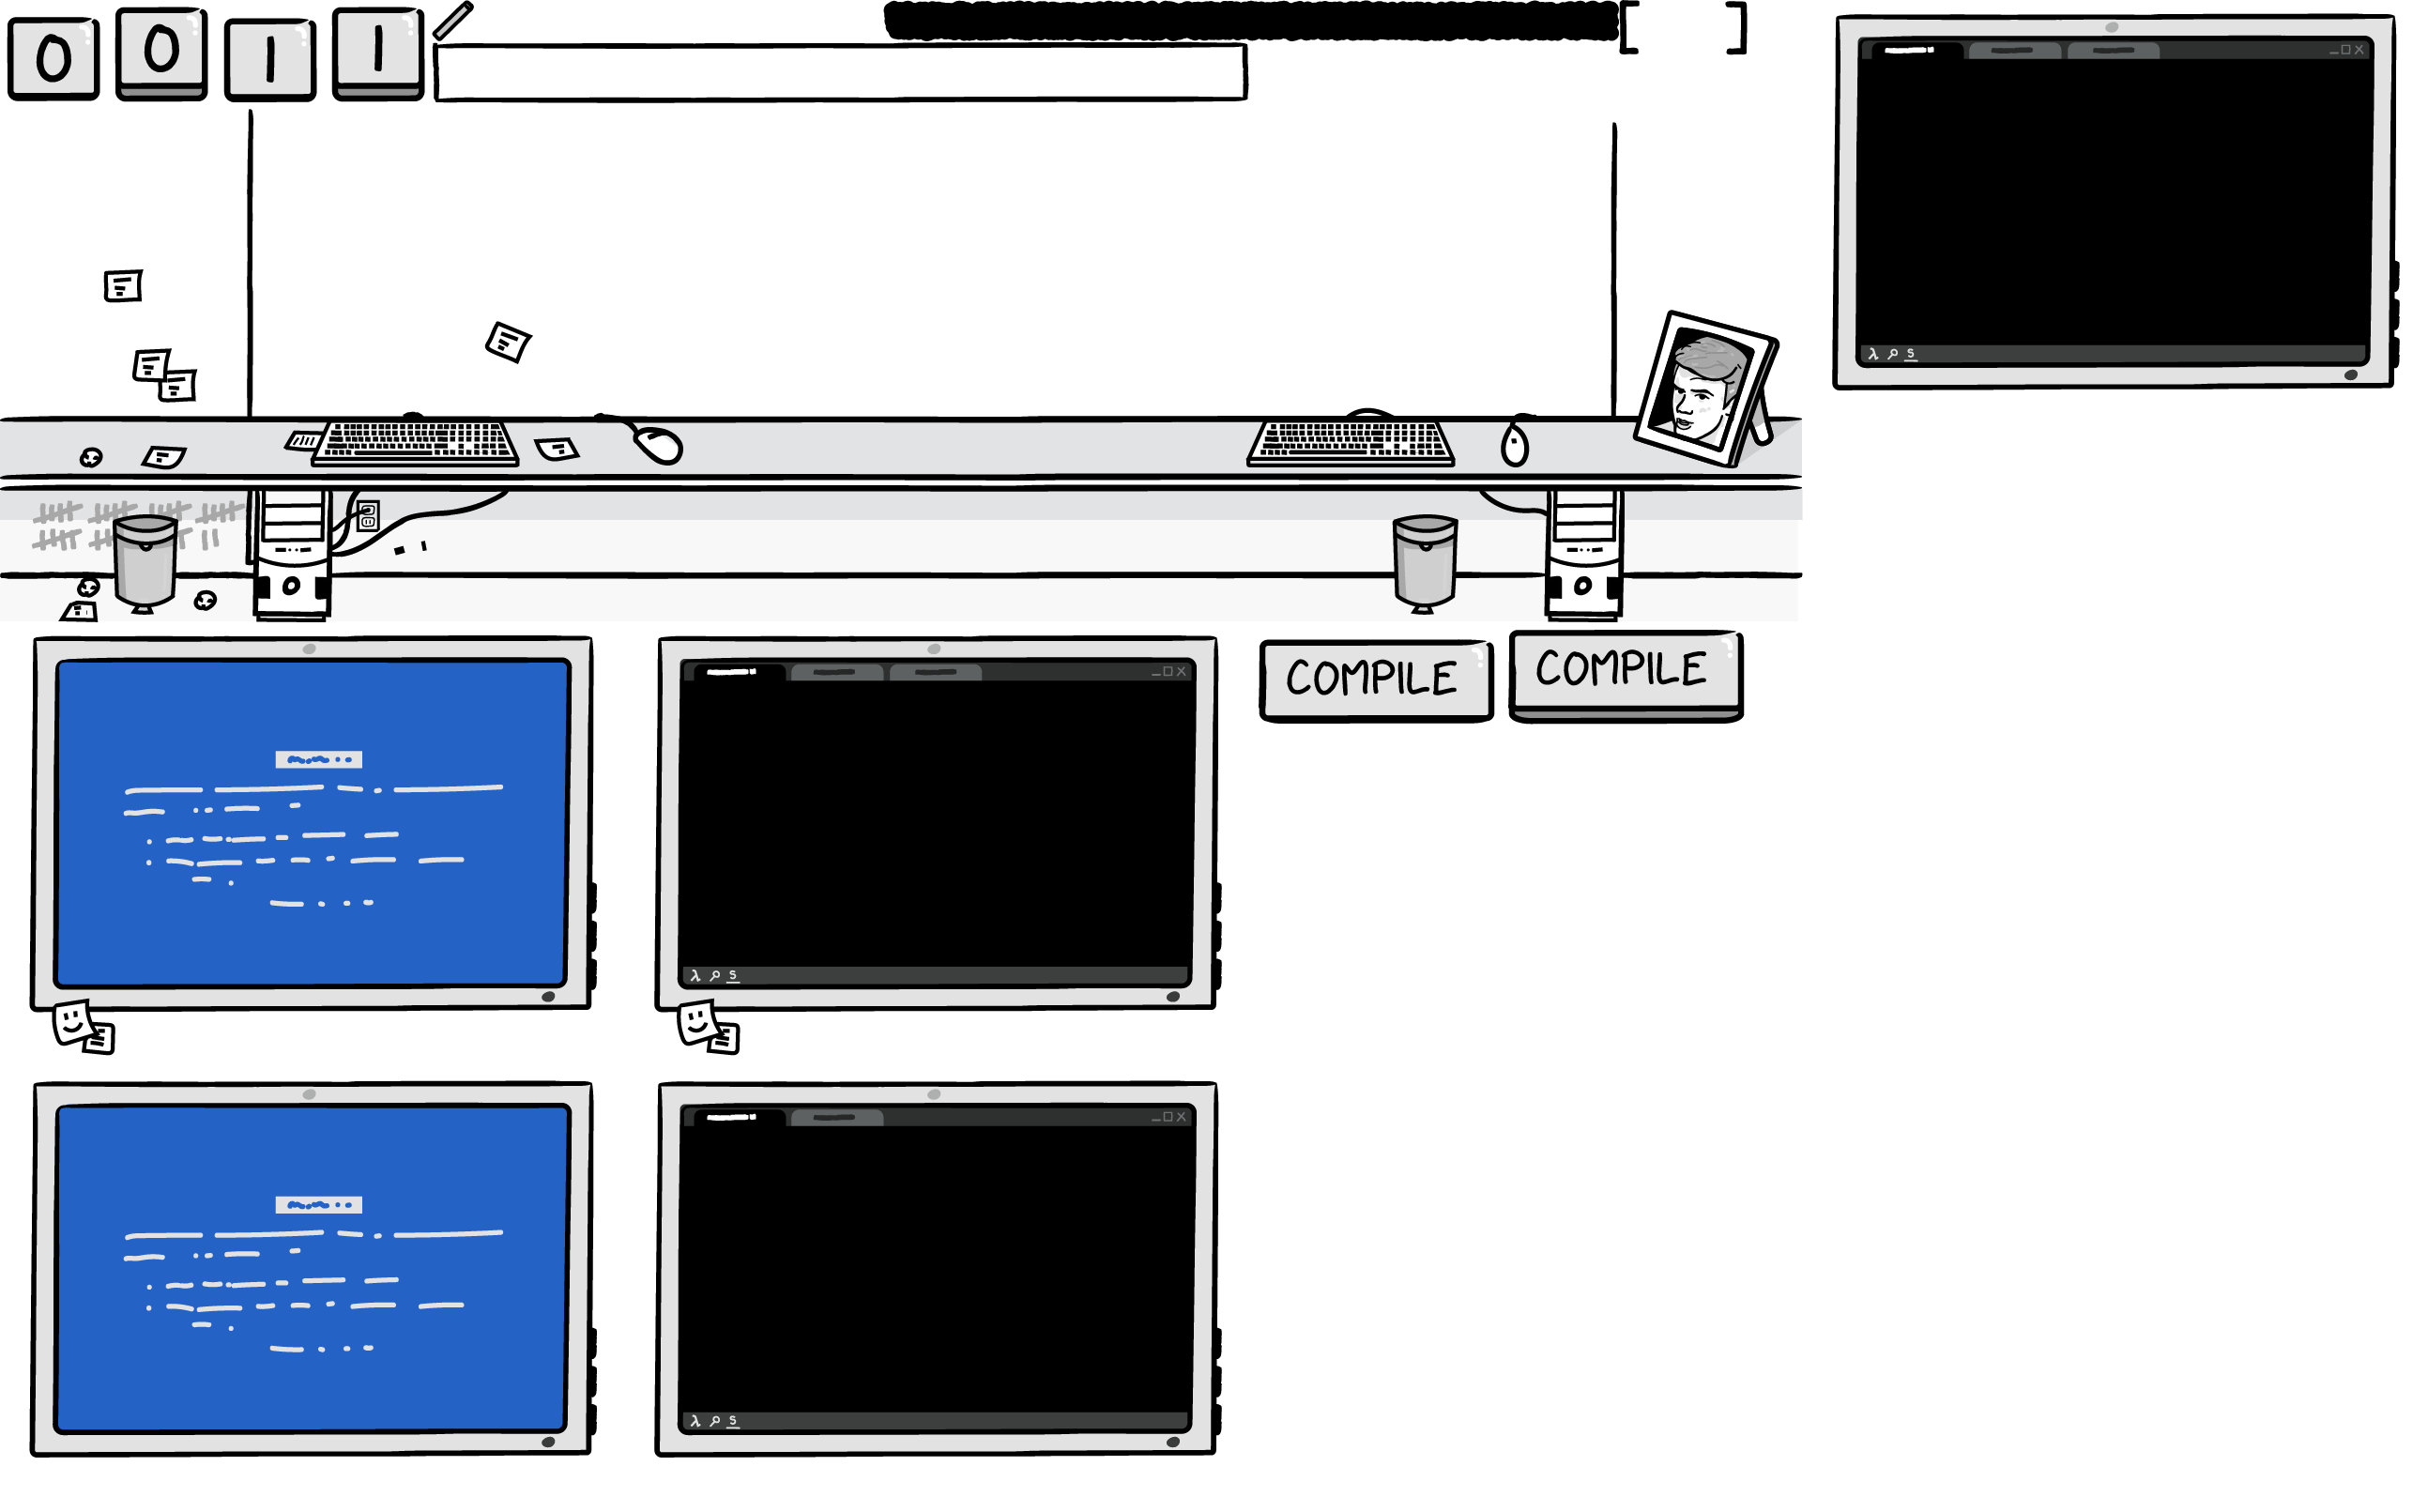 0 0 1 1
[ ]
_ □ X
λ S
COMPILE COMPILE
_ □ X
λ S
_ □ X
λ S